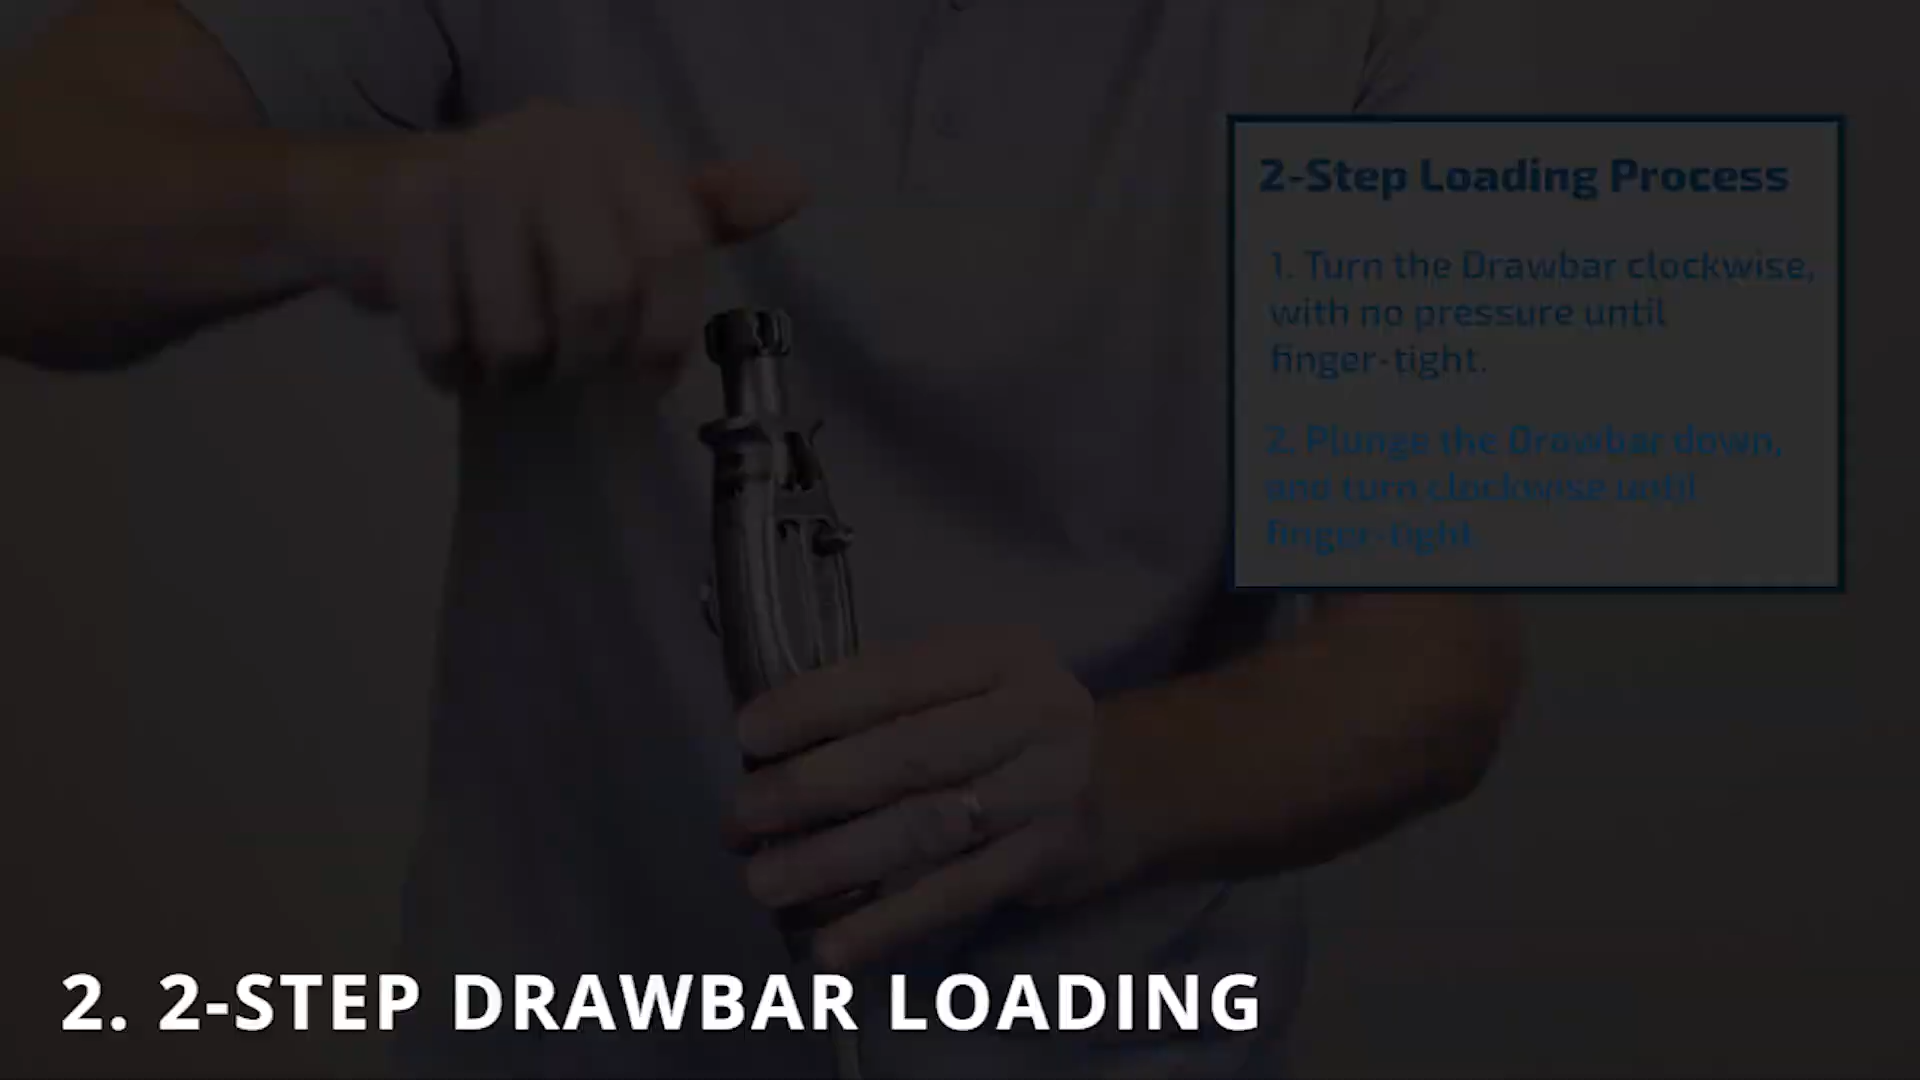 2-Step Loading Process
1. Turn the Drawbar clockwise,
with no pressure until
finger-tight.
2. Plunge the Drawbar down,
and turn clockwise until
finger-tight.
2. 2-STEP DRAWBAR LOADING